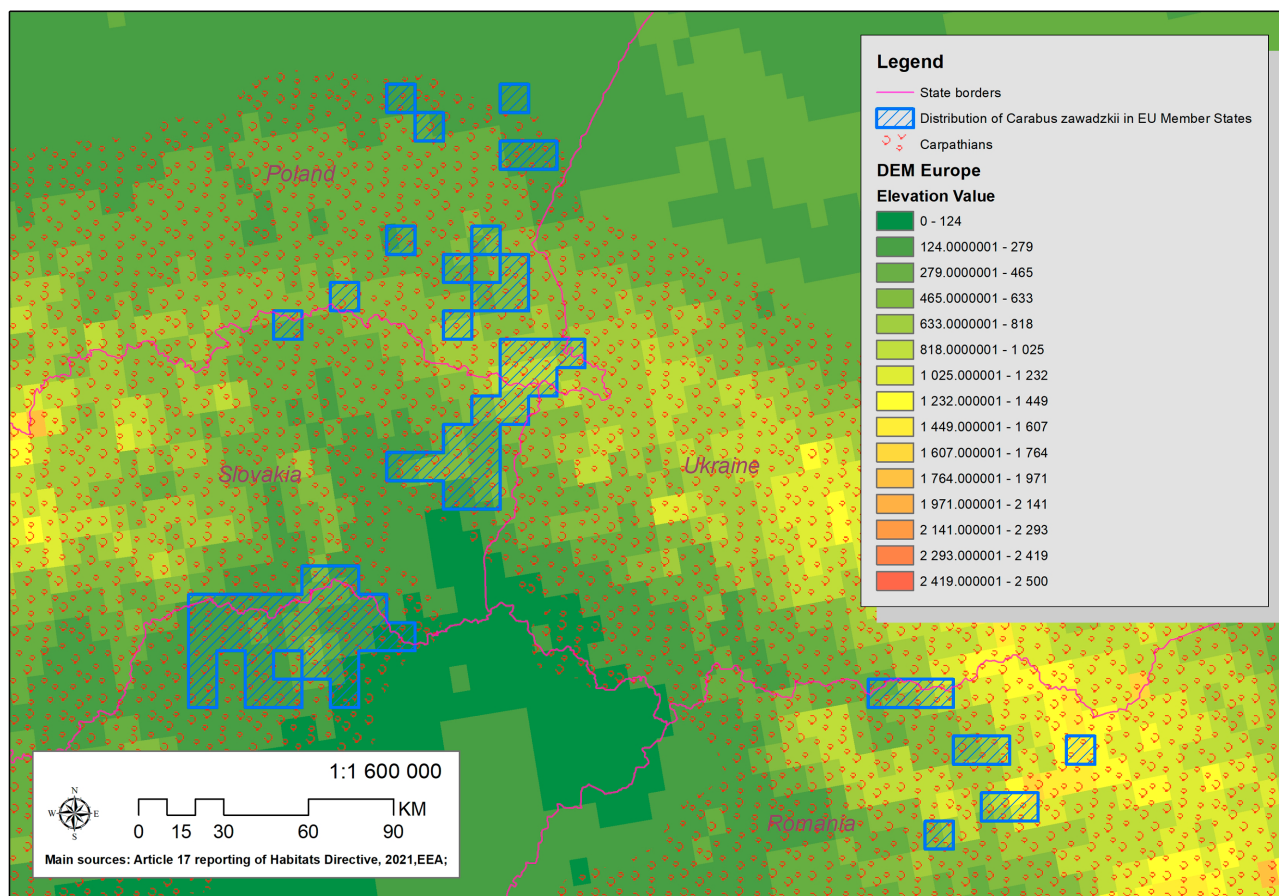 Legend
State borders
Distribution of Carabus zawadzkii in EU Member States
Carpathians
DEM Europe
Elevation Value
0 - 124
124.0000001 - 279
279.0000001 - 465
465.0000001 - 633
633.0000001 - 818
818.0000001 - 1 025
1 025.000001 - 1 232
1 232.000001 - 1 449
1 449.000001 - 1 607
1 607.000001 - 1 764
1 764.000001 - 1 971
1 971.000001 - 2 141
2 141.000001 - 2 293
2 293.000001 - 2 419
2 419.000001 - 2 500
Poland
Slovakia
Ukraine
Romania
1:1 600 000
N
W E
S
KM
0 15 30 60 90
Main sources: Article 17 reporting of Habitats Directive, 2021,EEA;